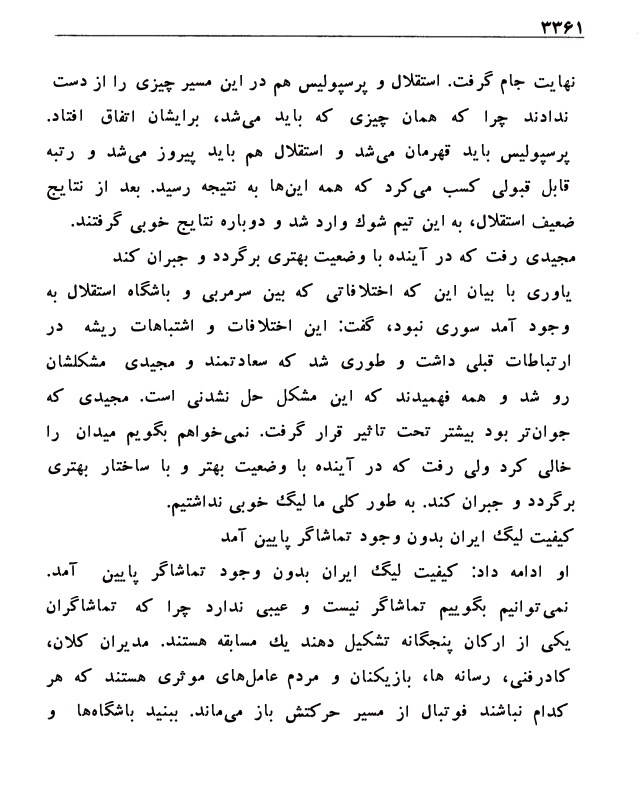 ۳۳۶۱
نهایت جام گرفت. استقلال و پرسپولیس هم در این مسیر چیزی را از دست
ندادند چرا که همان چیزی که باید می‌شد، برایشان اتفاق افتاد.
پرسپولیس باید قهرمان می‌شد و استقلال هم باید پیروز می‌شد و رتبه
قابل قبولی کسب می‌کرد که همه این‌ها به نتیجه رسید. بعد از نتایج
ضعیف استقلال، به این تیم شوك وارد شد و دوباره نتایج خوبی گرفتند.
مجیدی رفت که در آینده با وضعیت بهتری برگردد و جبران کند
یاوری با بیان این که اختلافاتی که بین سرمربی و باشگاه استقلال به
وجود آمد سوری نبود، گفت: این اختلافات و اشتباهات ریشه در
ارتباطات قبلی داشت و طوری شد که سعادتمند و مجیدی مشکلشان
رو شد و همه فهمیدند که این مشکل حل نشدنی است. مجیدی که
جوان‌تر بود بیشتر تحت تاثیر قرار گرفت. نمی‌خواهم بگویم میدان را
خالی کرد ولی رفت که در آینده با وضعیت بهتر و با ساختار بهتری
برگردد و جبران کند. به طور کلی ما لیگ خوبی نداشتیم.
کیفیت لیگ ایران بدون وجود تماشاگر پایین آمد
او ادامه داد: کیفیت لیگ ایران بدون وجود تماشاگر پایین آمد.
نمی‌توانیم بگوییم تماشاگر نیست و عیبی ندارد چرا که تماشاگران
یکی از ارکان پنجگانه تشکیل دهند یك مسابقه هستند. مدیران کلان،
کادرفنی، رسانه ها، بازیکنان و مردم عامل‌های موثری هستند که هر
کدام نباشند فوتبال از مسیر حرکتش باز می‌ماند. ببنید باشگاه‌ها و